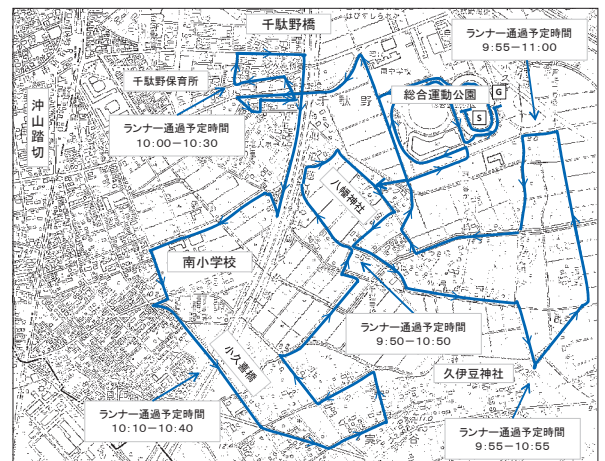 千駄野橋
ランナー通過予定時間
9:55−11:00
千駄野保育所
総合運動公園
G
S
沖山踏切
ランナー通過予定時間
10:00−10:30
千駄野
八幡神社
南小学校
ランナー通過予定時間
9:50−10:50
小久喜橋
久伊豆神社
ランナー通過予定時間
10:10−10:40
ランナー通過予定時間
9:55−10:55